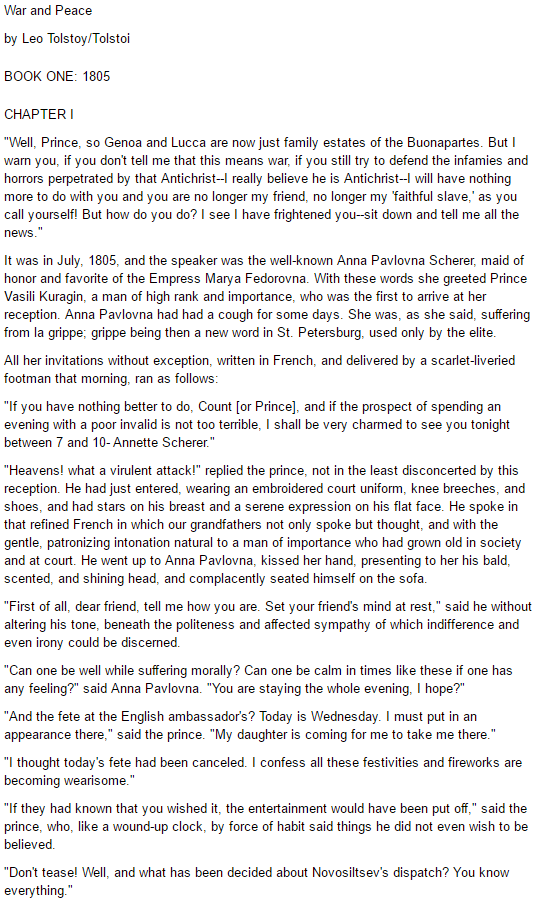 War and Peace
by Leo Tolstoy/Tolstoi
BOOK ONE: 1805
CHAPTER I
"Well, Prince, so Genoa and Lucca are now just family estates of the Buonapartes. But I
warn you, if you don't tell me that this means war, if you still try to defend the infamies and
horrors perpetrated by that Antichrist--I really believe he is Antichrist--I will have nothing
more to do with you and you are no longer my friend, no longer my 'faithful slave,' as you
call yourself! But how do you do? I see I have frightened you--sit down and tell me all the
news."
It was in July, 1805, and the speaker was the well-known Anna Pavlovna Scherer, maid of
honor and favorite of the Empress Marya Fedorovna. With these words she greeted Prince
Vasili Kuragin, a man of high rank and importance, who was the first to arrive at her
reception. Anna Pavlovna had had a cough for some days. She was, as she said, suffering
from la grippe; grippe being then a new word in St. Petersburg, used only by the elite.
All her invitations without exception, written in French, and delivered by a scarlet-liveried
footman that morning, ran as follows:
"If you have nothing better to do, Count [or Prince], and if the prospect of spending an
evening with a poor invalid is not too terrible, I shall be very charmed to see you tonight
between 7 and 10- Annette Scherer."
"Heavens! what a virulent attack!" replied the prince, not in the least disconcerted by this
reception. He had just entered, wearing an embroidered court uniform, knee breeches, and
shoes, and had stars on his breast and a serene expression on his flat face. He spoke in
that refined French in which our grandfathers not only spoke but thought, and with the
gentle, patronizing intonation natural to a man of importance who had grown old in society
and at court. He went up to Anna Pavlovna, kissed her hand, presenting to her his bald,
scented, and shining head, and complacently seated himself on the sofa.
"First of all, dear friend, tell me how you are. Set your friend's mind at rest," said he without
altering his tone, beneath the politeness and affected sympathy of which indifference and
even irony could be discerned.
"Can one be well while suffering morally? Can one be calm in times like these if one has
any feeling?" said Anna Pavlovna. "You are staying the whole evening, I hope?"
"And the fete at the English ambassador's? Today is Wednesday. I must put in an
appearance there," said the prince. "My daughter is coming for me to take me there."
"I thought today's fete had been canceled. I confess all these festivities and fireworks are
becoming wearisome."
"If they had known that you wished it, the entertainment would have been put off," said the
prince, who, like a wound-up clock, by force of habit said things he did not even wish to be
believed.
"Don't tease! Well, and what has been decided about Novosiltsev's dispatch? You know
everything."